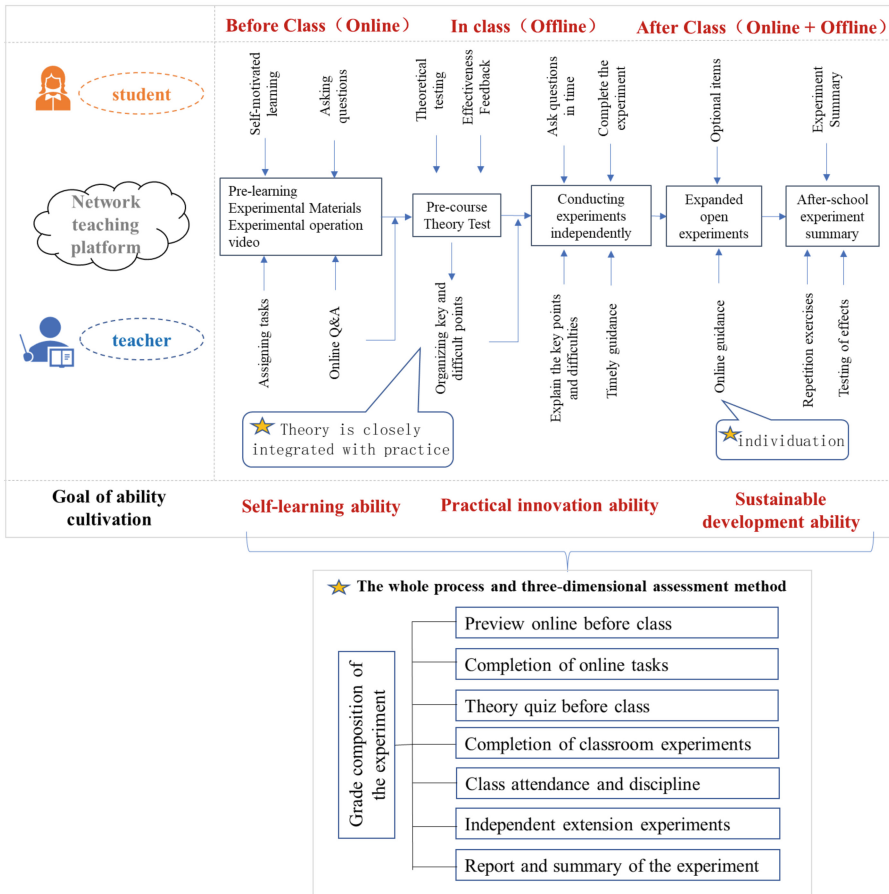 Before Class（Online）
In class（Offline）
After Class（Online + Offline）
student
Self-motivated
learning
Asking
questions
Theoretical
testing
Effectiveness
Feedback
Ask questions
in time
Complete the
experiment
Optional items
Experiment
Summary
Network
teaching
platform
Pre-learning
Experimental Materials
Experimental operation
video
Pre-course
Theory Test
Conducting
experiments
independently
Expanded
open
experiments
After-school
experiment
summary
teacher
Assigning tasks
Online Q&A
Organizing key and
difficult points
Explain the key points
and difficulties
Timely guidance
Online guidance
Repetition exercises
Testing of effects
Theory is closely
integrated with practice
individuation
Goal of ability
cultivation
Self-learning ability
Practical innovation ability
Sustainable
development ability
The whole process and three-dimensional assessment method
Grade composition of
the experiment
Preview online before class
Completion of online tasks
Theory quiz before class
Completion of classroom experiments
Class attendance and discipline
Independent extension experiments
Report and summary of the experiment